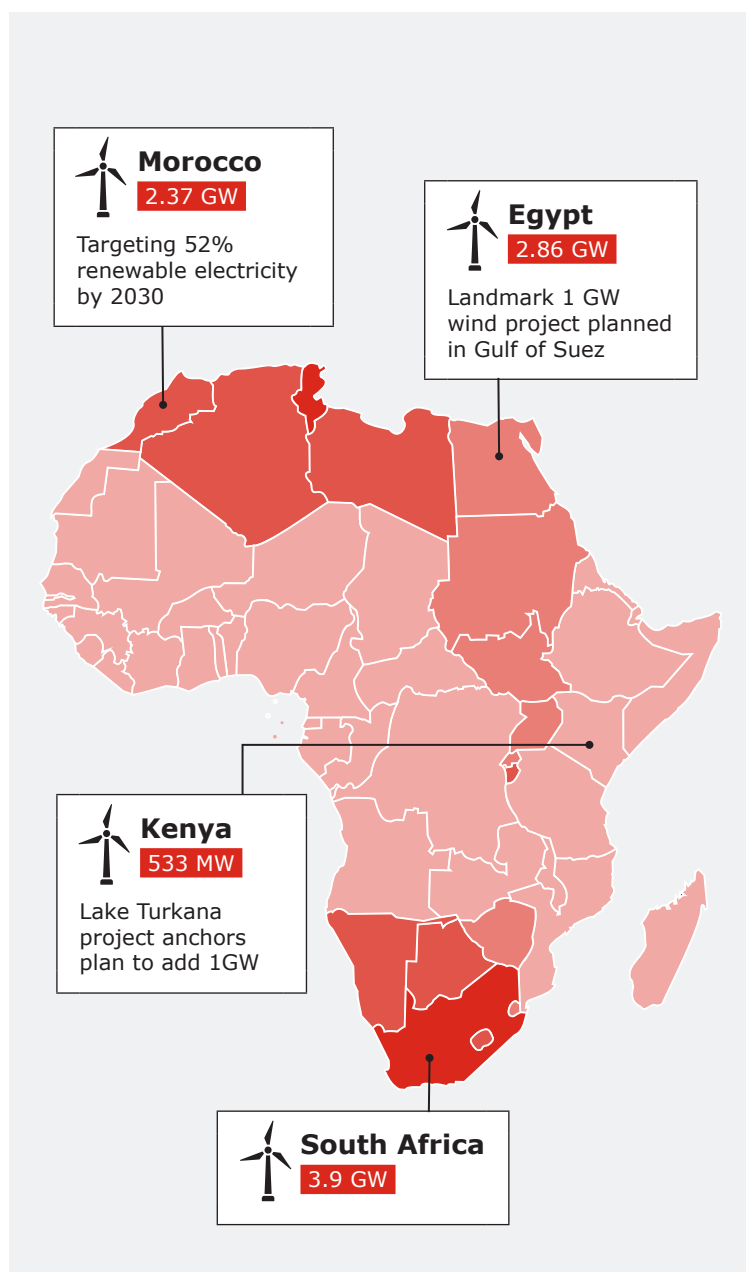 Morocco
2.37 GW
Targeting 52%
renewable electricity
by 2030
Egypt
2.86 GW
Landmark 1 GW
wind project planned
in Gulf of Suez
Kenya
533 MW
Lake Turkana
project anchors
plan to add 1GW
South Africa
3.9 GW